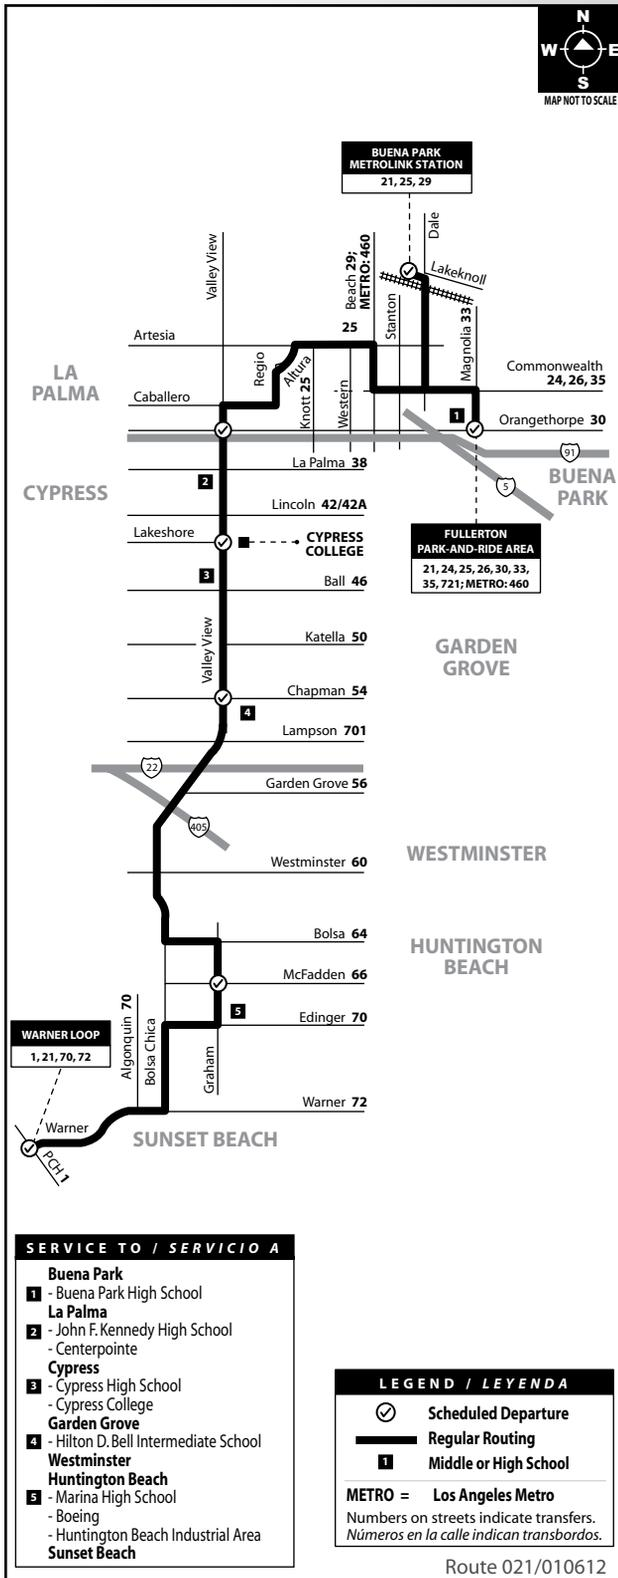 N
W E
S
MAP NOT TO SCALE
BUENA PARK
METROLINK STATION
21, 25, 29
Valley View
Beach 29;
METRO: 460
Dale
Lakeknoll
Stanton
Magnolia 33
25
Artesia
Regio
Altura
Knott 25
Western
Commonwealth
24, 26, 35
LA
PALMA
Caballero
1
Orangethorpe 30
91
5
BUENA
PARK
La Palma 38
2
CYPRESS
Lincoln 42/42A
Lakeshore
CYPRESS
COLLEGE
FULLERTON
PARK-AND-RIDE AREA
21, 24, 25, 26, 30, 33,
35, 721; METRO: 460
3
Ball 46
Valley View
Katella 50
GARDEN
GROVE
Chapman 54
4
Lampson 701
22
Garden Grove 56
405
Westminster 60
WESTMINSTER
Bolsa 64
HUNTINGTON
BEACH
McFadden 66
5
Edinger 70
Algonquin 70
Bolsa Chica
Graham
WARNER LOOP
1, 21, 70, 72
Warner 72
Warner
PCH 1
SUNSET BEACH
SERVICE TO / SERVICIO A
Buena Park
1 - Buena Park High School
La Palma
2 - John F. Kennedy High School
- Centerpointe
Cypress
3 - Cypress High School
- Cypress College
Garden Grove
4 - Hilton D. Bell Intermediate School
Westminster
Huntington Beach
5 - Marina High School
- Boeing
- Huntington Beach Industrial Area
Sunset Beach
LEGEND / LEYENDA
Scheduled Departure
Regular Routing
1 Middle or High School
METRO = Los Angeles Metro
Numbers on streets indicate transfers.
Números en la calle indican transbordos.
Route 021/010612